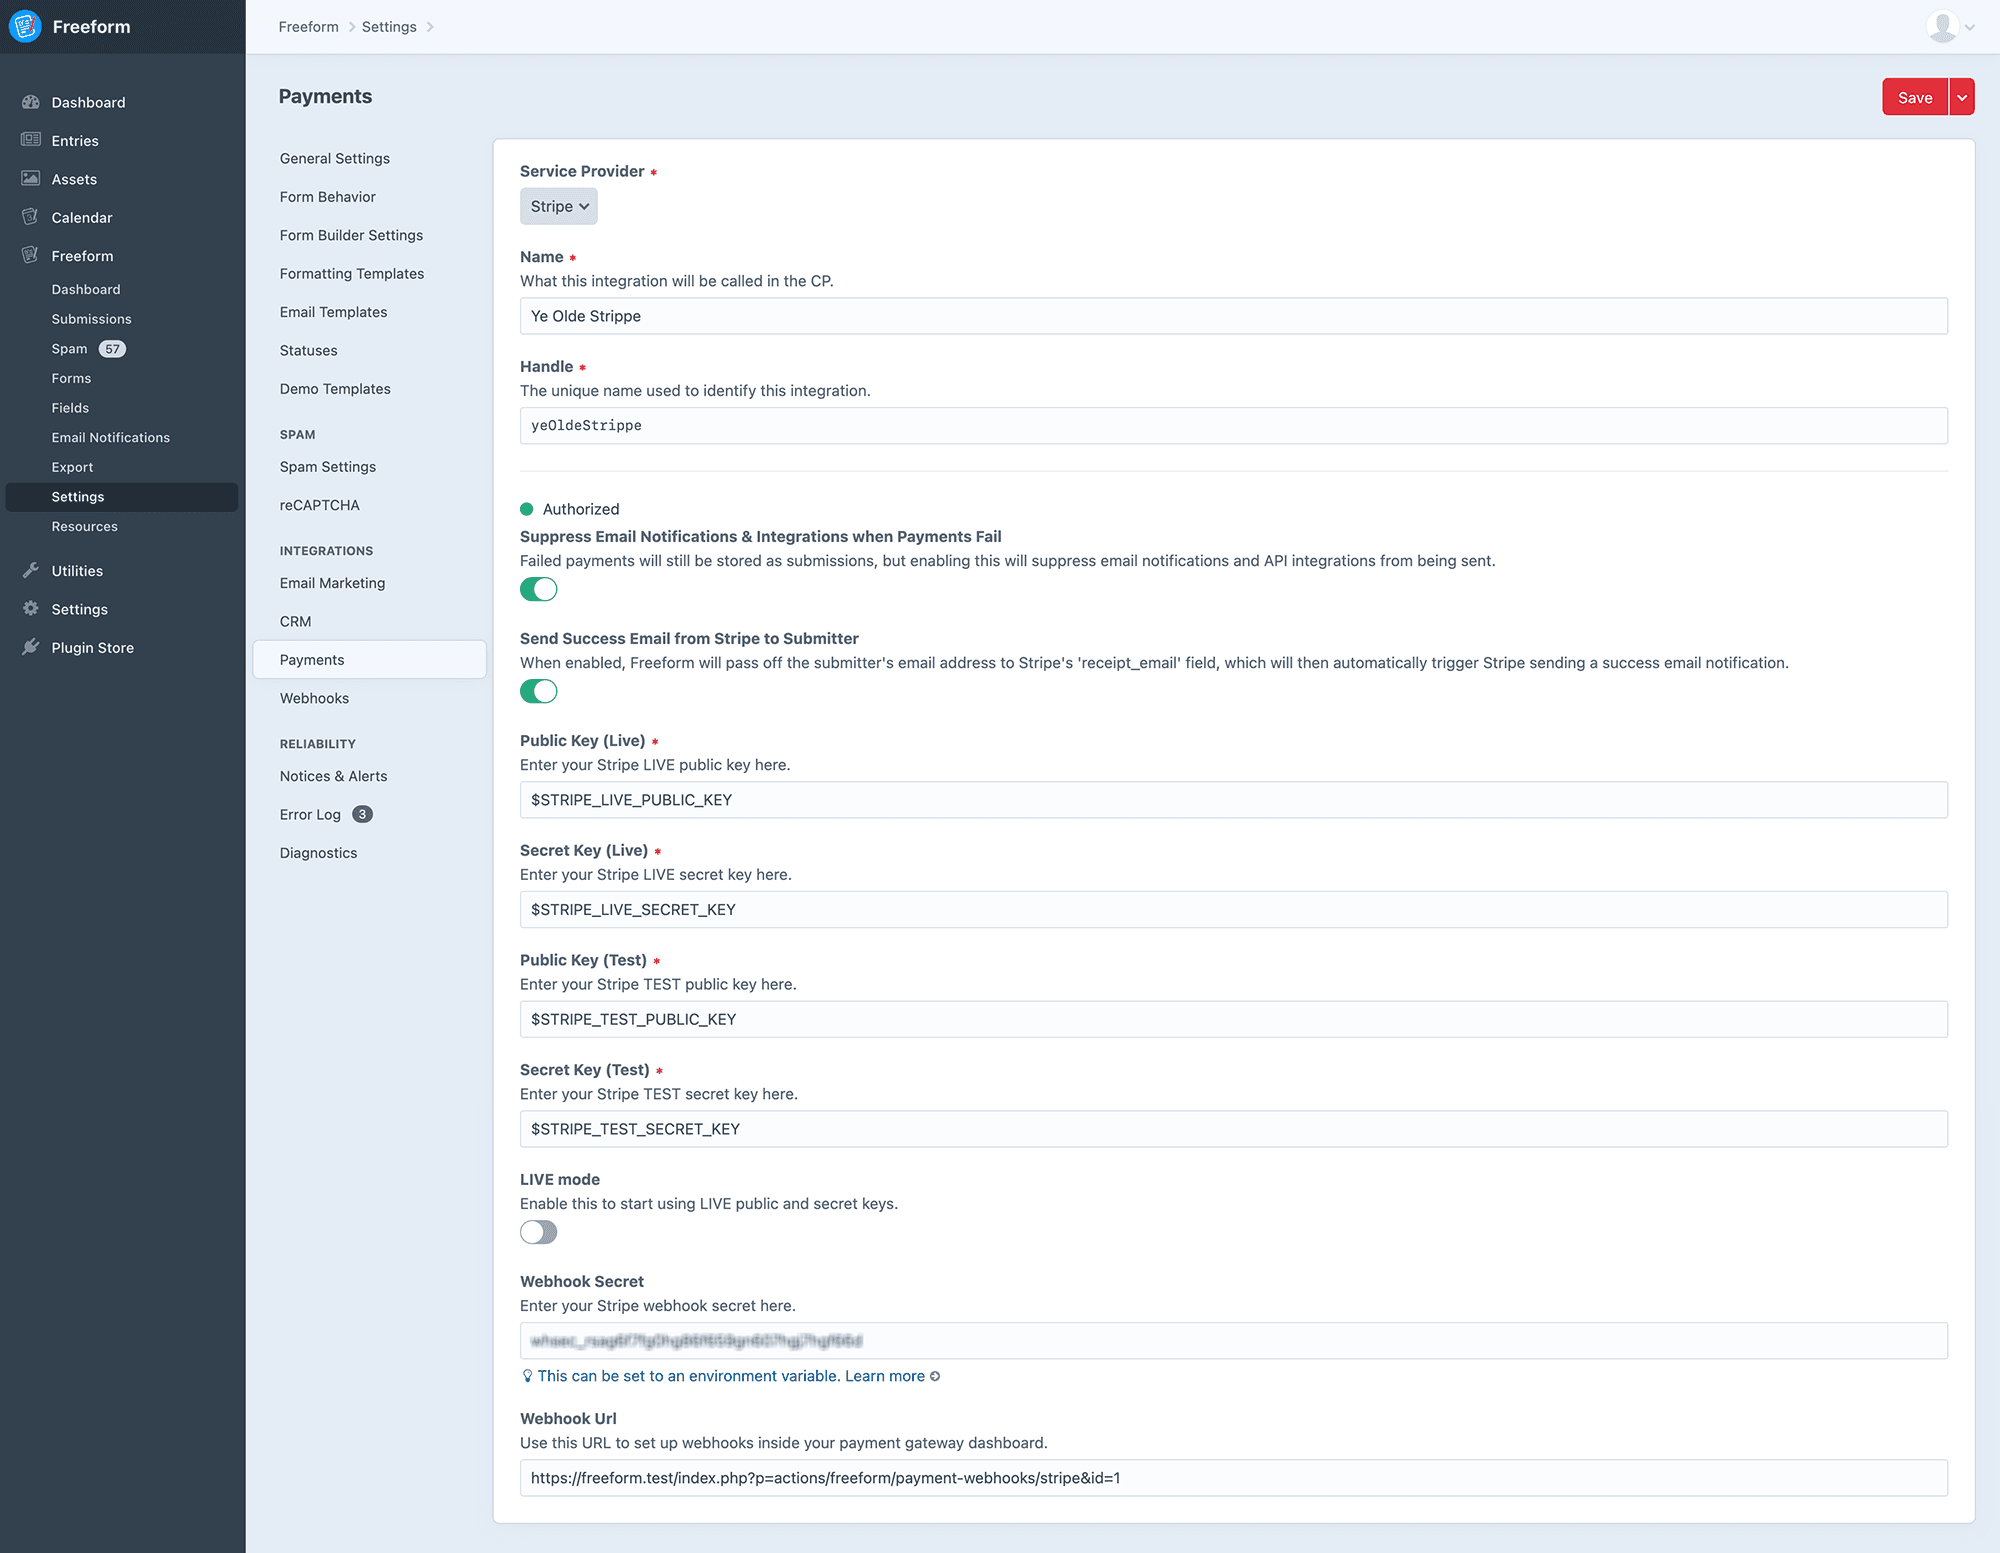 Freeform
Freeform
Settings
Dashboard
Entries
Assets
Calendar
Freeform
Dashboard
Submissions
Spam 57
Forms
Fields
Email Notifications
Export
Settings
Resources
Utilities
Settings
Plugin Store
Payments
Save
General Settings
Form Behavior
Form Builder Settings
Formatting Templates
Email Templates
Statuses
Demo Templates
SPAM
Spam Settings
reCAPTCHA
INTEGRATIONS
Email Marketing
CRM
Payments
Webhooks
RELIABILITY
Notices & Alerts
Error Log 3
Diagnostics
Service Provider *
Stripe
Name *
What this integration will be called in the CP.
Ye Olde Strippe
Handle *
The unique name used to identify this integration.
yeOldeStrippe
Authorized
Suppress Email Notifications & Integrations when Payments Fail
Failed payments will still be stored as submissions, but enabling this will suppress email notifications and API integrations from being sent.
Send Success Email from Stripe to Submitter
When enabled, Freeform will pass off the submitter's email address to Stripe's 'receipt_email' field, which will then automatically trigger Stripe sending a success email notification.
Public Key (Live) *
Enter your Stripe LIVE public key here.
$STRIPE_LIVE_PUBLIC_KEY
Secret Key (Live) *
Enter your Stripe LIVE secret key here.
$STRIPE_LIVE_SECRET_KEY
Public Key (Test) *
Enter your Stripe TEST public key here.
$STRIPE_TEST_PUBLIC_KEY
Secret Key (Test) *
Enter your Stripe TEST secret key here.
$STRIPE_TEST_SECRET_KEY
LIVE mode
Enable this to start using LIVE public and secret keys.
Webhook Secret
Enter your Stripe webhook secret here.
This can be set to an environment variable. Learn more
Webhook Url
Use this URL to set up webhooks inside your payment gateway dashboard.
https://freeform.test/index.php?p=actions/freeform/payment-webhooks/stripe&id=1